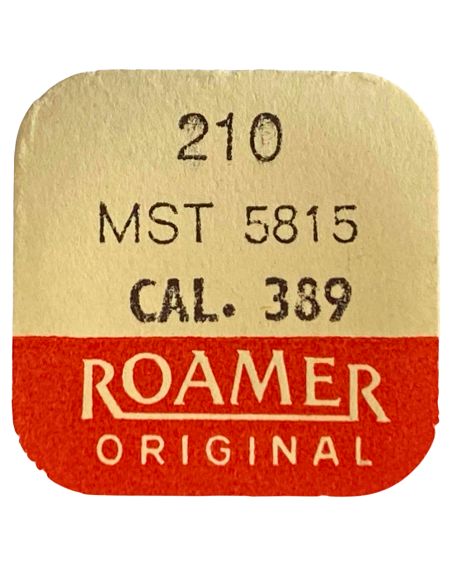 210
MST 5815
CAL. 389
ROAMER
ORIGINAL